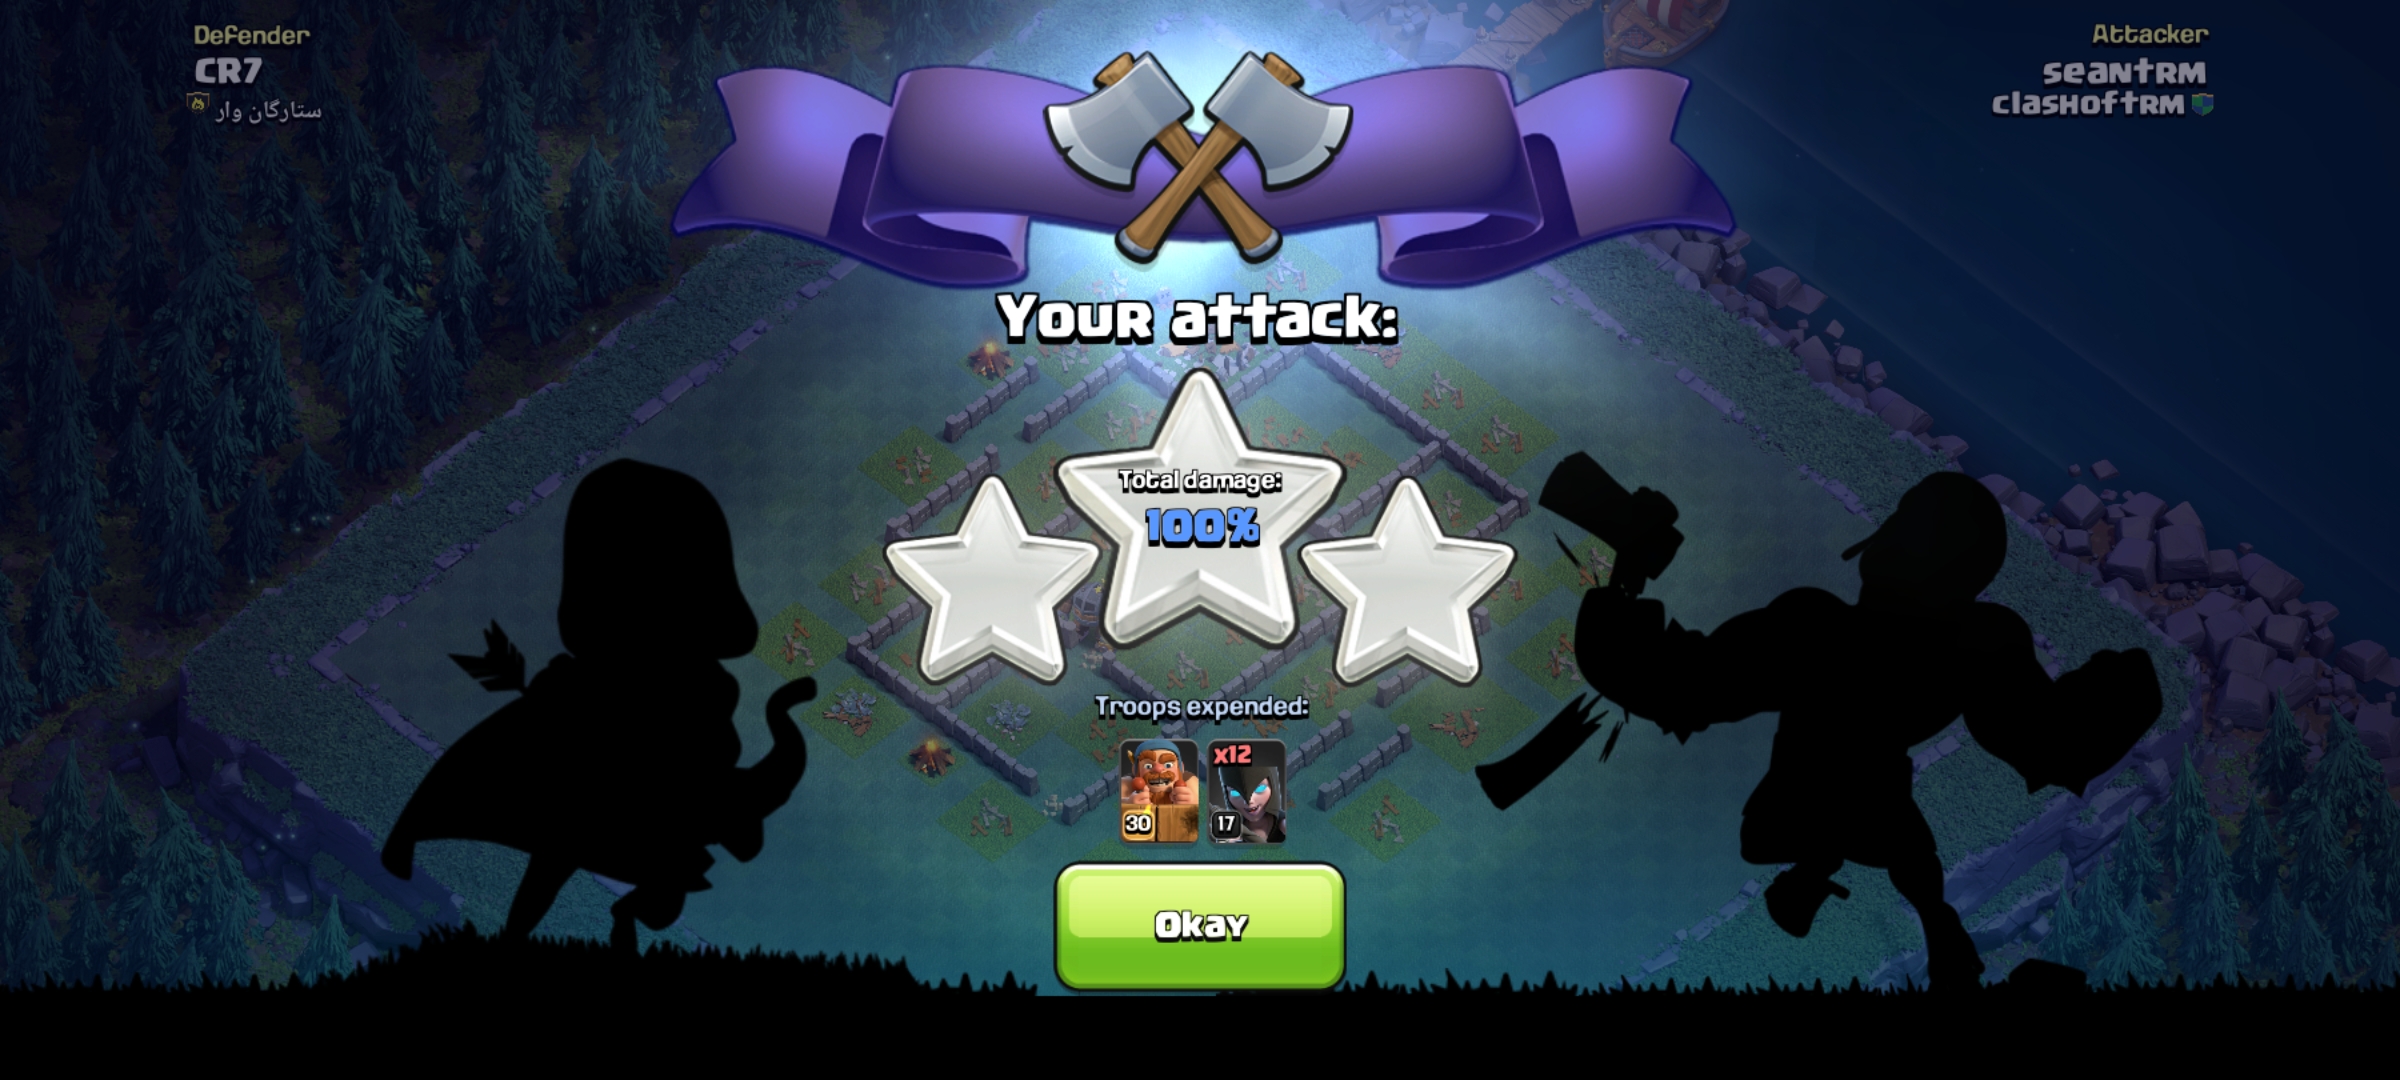 Defender
CR7
ستارگان وار
Attacker
seantRM
clashoftRM
Your attack:
Total damage:
100%
Troops expended:
x12
30
17
Okay